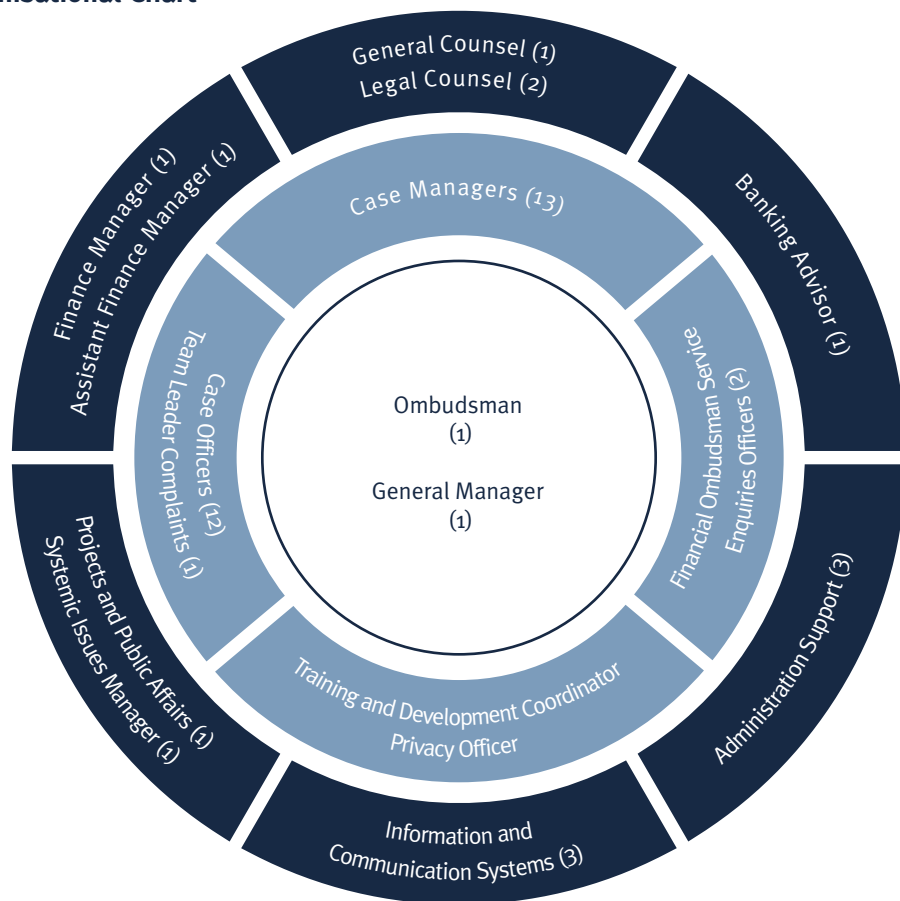 General Counsel (1)
Legal Counsel (2)
Banking Advisor (1)
Administration Support (3)
Information and
Communication Systems (3)
Projects and Public Affairs (1)
Systemic Issues Manager (1)
Finance Manager (1)
Assistant Finance Manager (1)
Case Managers (13)
Financial Ombudsman Service
Enquiries Officers (2)
Training and Development Coordinator
Privacy Officer
Case Officers (12)
Team Leader Complaints (1)
Ombudsman
(1)
General Manager
(1)